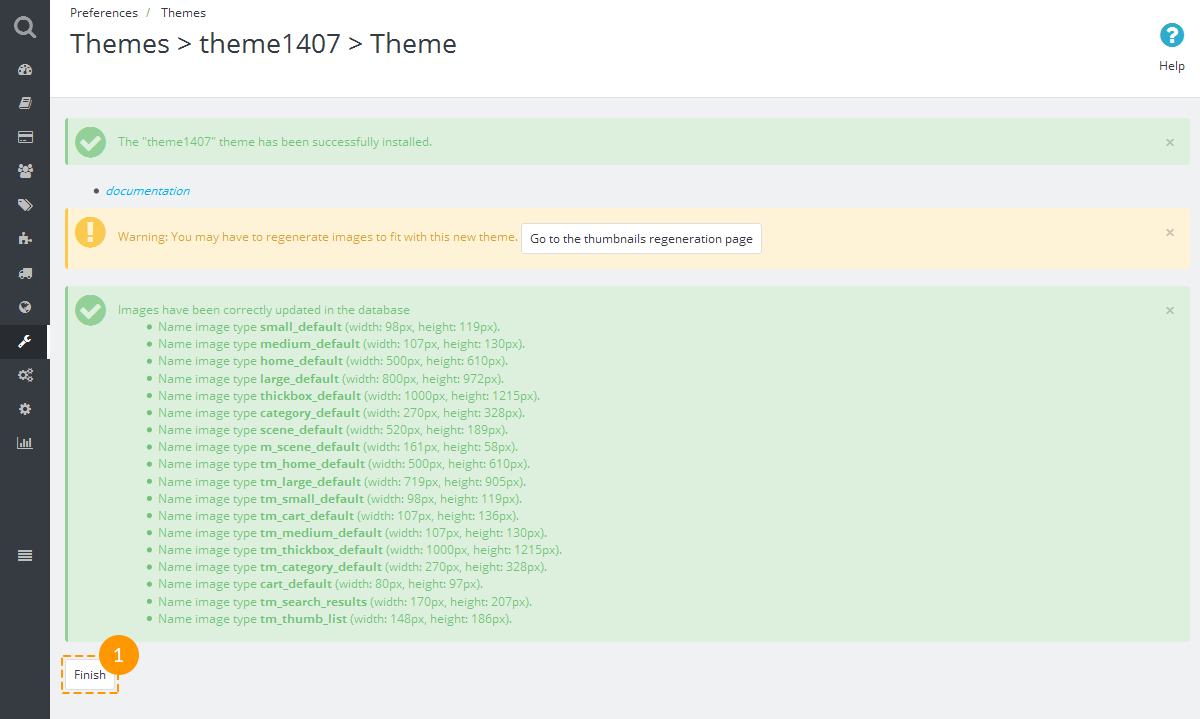 Preferences / Themes
Themes > theme1407 > Theme
?
Help
The "theme1407" theme has been successfully installed.
×
• documentation
Warning: You may have to regenerate images to fit with this new theme. Go to the thumbnails regeneration page
×
Images have been correctly updated in the database
×
• Name image type small_default (width: 98px, height: 119px).
• Name image type medium_default (width: 107px, height: 130px).
• Name image type home_default (width: 500px, height: 610px).
• Name image type large_default (width: 800px, height: 972px).
• Name image type thickbox_default (width: 1000px, height: 1215px).
• Name image type category_default (width: 270px, height: 328px).
• Name image type scene_default (width: 520px, height: 189px).
• Name image type m_scene_default (width: 161px, height: 58px).
• Name image type tm_home_default (width: 500px, height: 610px).
• Name image type tm_large_default (width: 719px, height: 905px).
• Name image type tm_small_default (width: 98px, height: 119px).
• Name image type tm_cart_default (width: 107px, height: 136px).
• Name image type tm_medium_default (width: 107px, height: 130px).
• Name image type tm_thickbox_default (width: 1000px, height: 1215px).
• Name image type tm_category_default (width: 270px, height: 328px).
• Name image type cart_default (width: 80px, height: 97px).
• Name image type tm_search_results (width: 170px, height: 207px).
• Name image type tm_thumb_list (width: 148px, height: 186px).
1
Finish